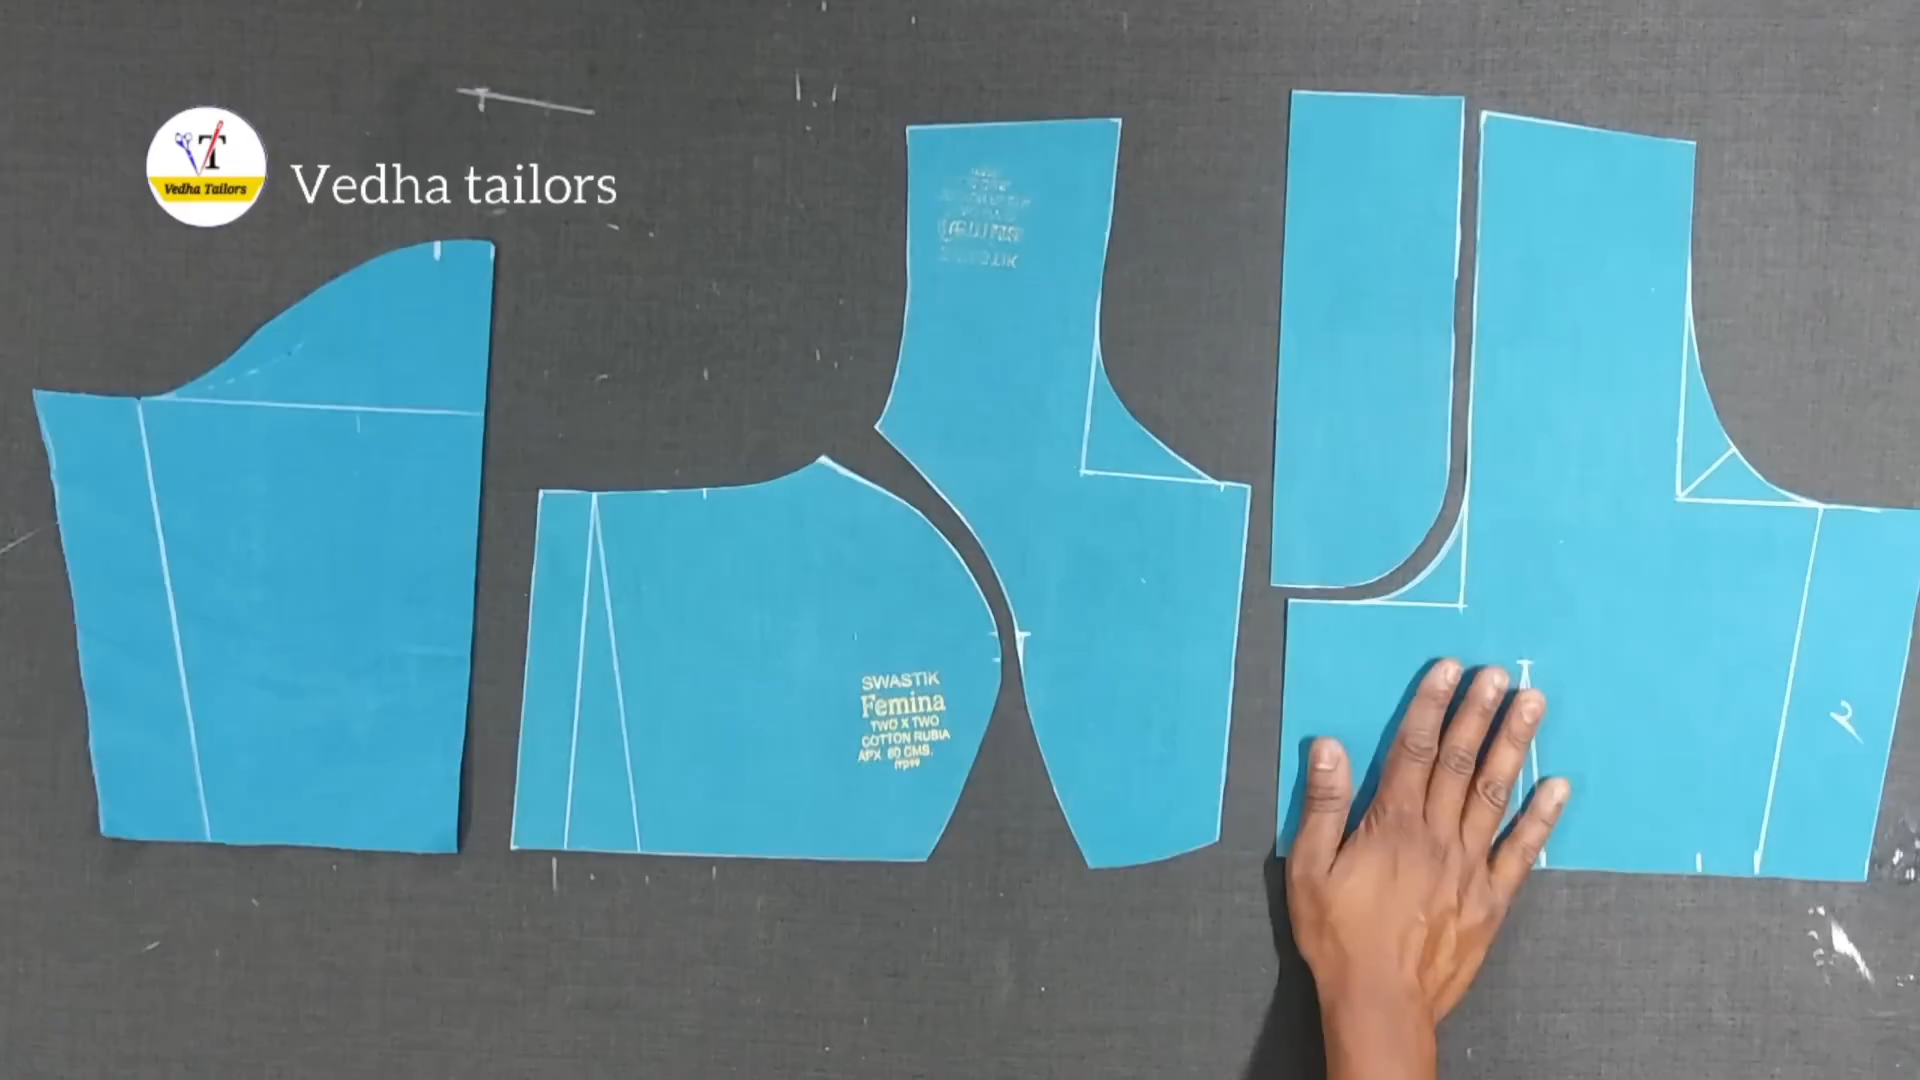 T
Vedha Tailors
Vedha tailors
SWASTIK
Femina
TWO X TWO
COTTON RUBIA
APX. 80 CMS.